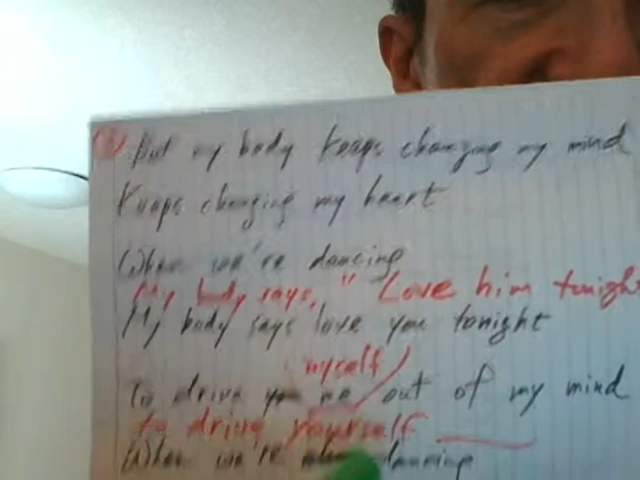 (3) But my body keeps changing my mind
Keeps changing my heart
When we're dancing
My body says, " Love him tonight
My body says love you tonight
myself
To drive me out of my mind
to drive yourself
When we're dancing